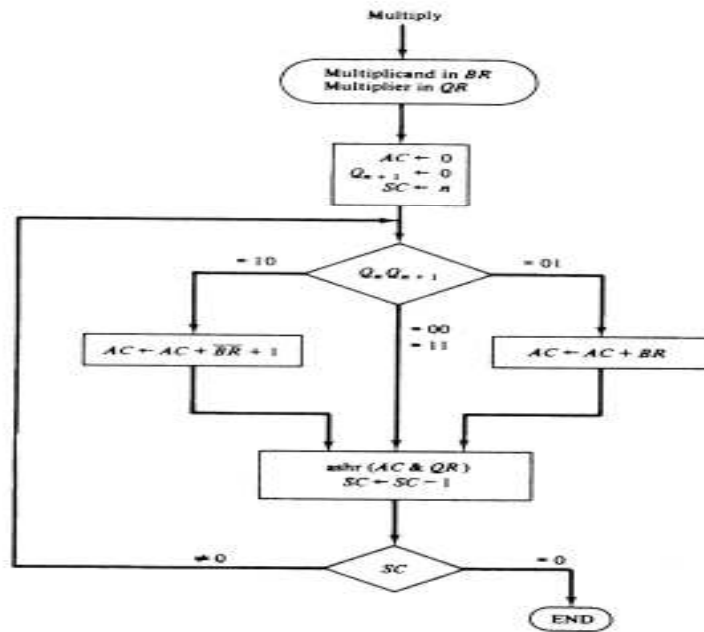 Multiply
Multiplicand in BR
Multiplier in QR
AC ← 0
Qₙ₊₁ ← 0
SC ← n
= 10
QₙQₙ₊₁
= 01
= 00
= 11
AC ← AC + B̅R̅ + 1
AC ← AC + BR
ashr (AC & QR)
SC ← SC − 1
≠ 0
SC
= 0
END